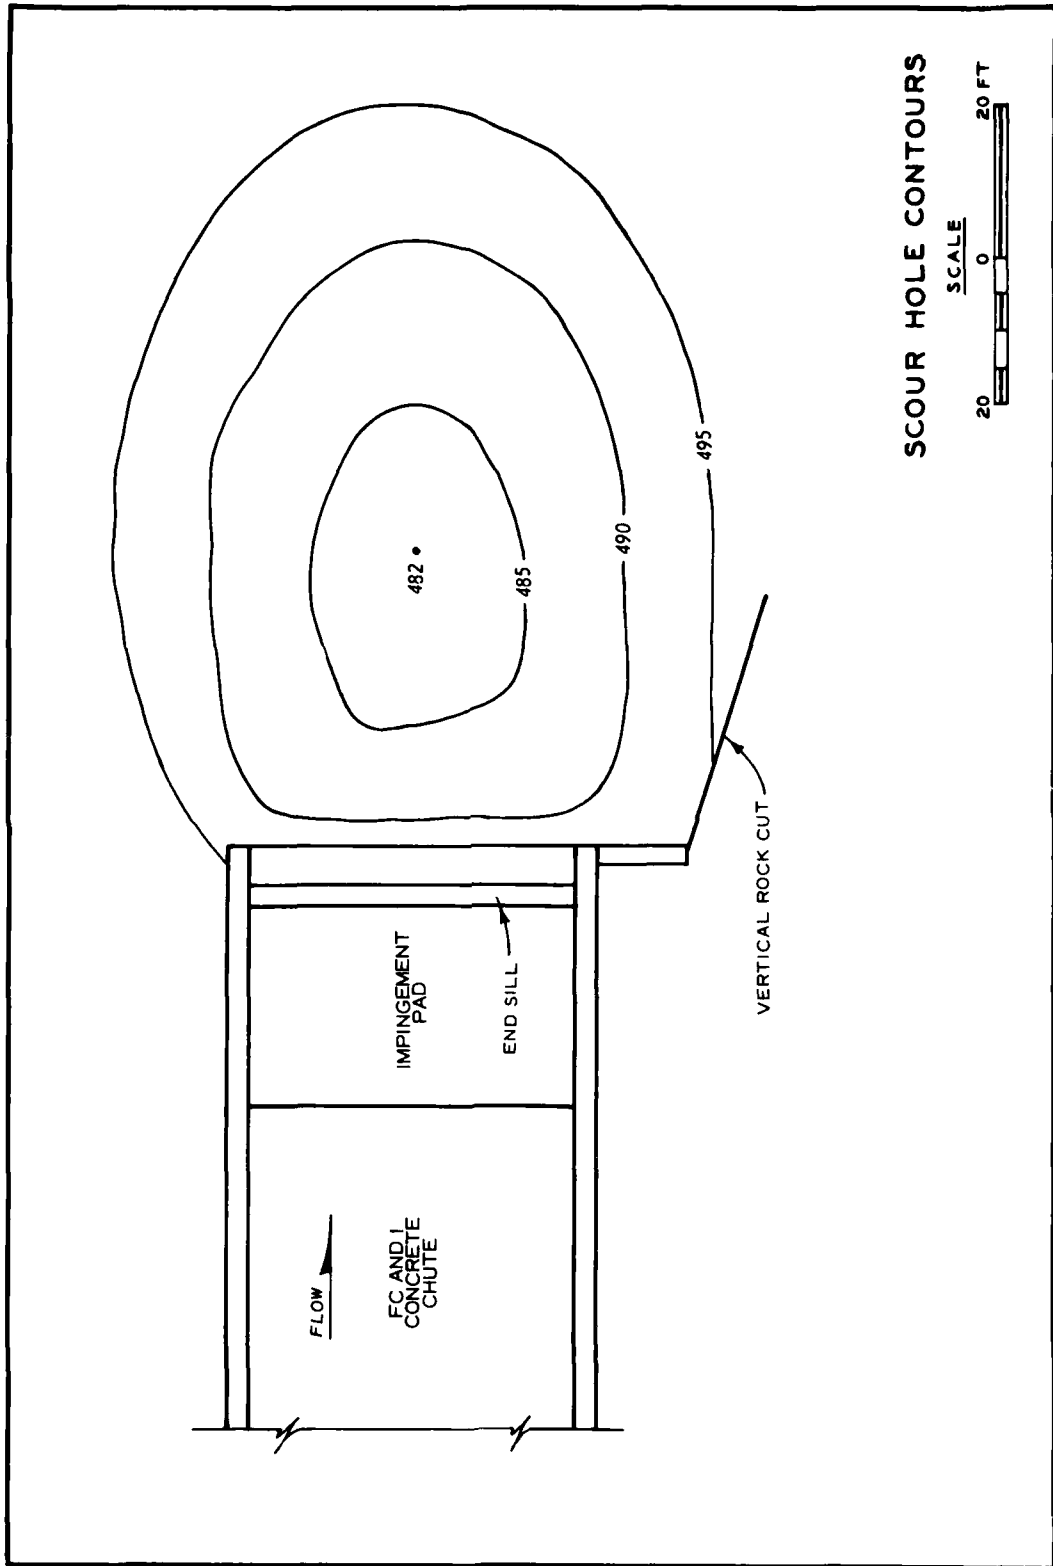 FLOW
FC AND I
CONCRETE
CHUTE
IMPINGEMENT
PAD
END SILL
VERTICAL ROCK CUT
482
485
490
495
SCOUR HOLE CONTOURS
SCALE
20 0 20 FT